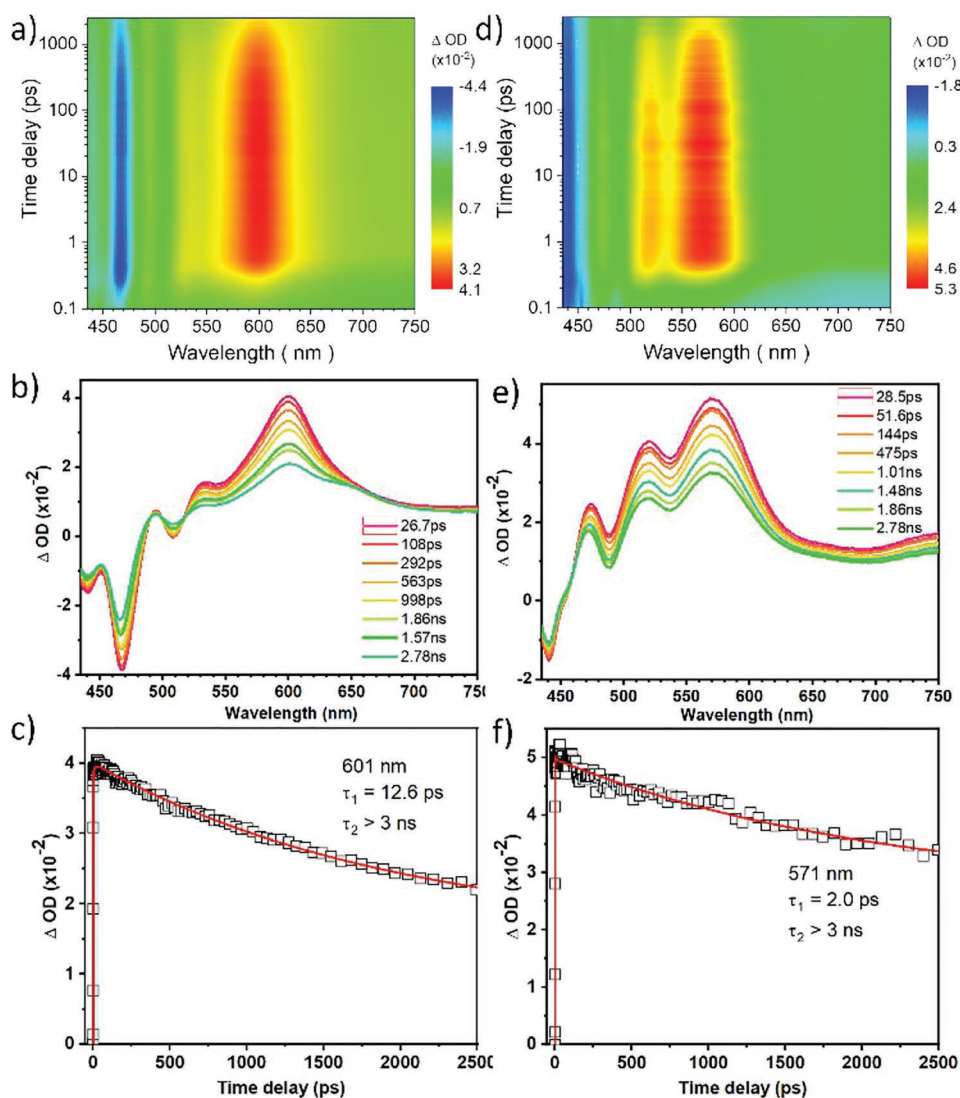 a)
Time delay (ps)
1000
100
10
1
0.1
450 500 550 600 650 700 750
Wavelength ( nm )
Δ OD
(x10⁻²)
-4.4
-1.9
0.7
3.2
4.1
d)
Time delay (ps)
1000
100
10
1
0.1
450 500 550 600 650 700 750
Wavelength ( nm )
Δ OD
(x10⁻²)
-1.8
0.3
2.4
4.6
5.3
b)
Δ OD (x10⁻²)
4
2
0
-2
-4
26.7ps
108ps
292ps
563ps
998ps
1.86ns
1.57ns
2.78ns
450 500 550 600 650 700 750
Wavelength (nm)
e)
Δ OD (x10⁻²)
6
4
2
0
-2
28.5ps
51.6ps
144ps
475ps
1.01ns
1.48ns
1.86ns
2.78ns
450 500 550 600 650 700 750
Wavelength (nm)
c)
Δ OD (x10⁻²)
4
3
2
1
0
601 nm
τ₁ = 12.6 ps
τ₂ > 3 ns
0 500 1000 1500 2000 2500
Time delay (ps)
f)
Δ OD (x10⁻²)
5
4
3
2
1
0
571 nm
τ₁ = 2.0 ps
τ₂ > 3 ns
0 500 1000 1500 2000 2500
Time delay (ps)